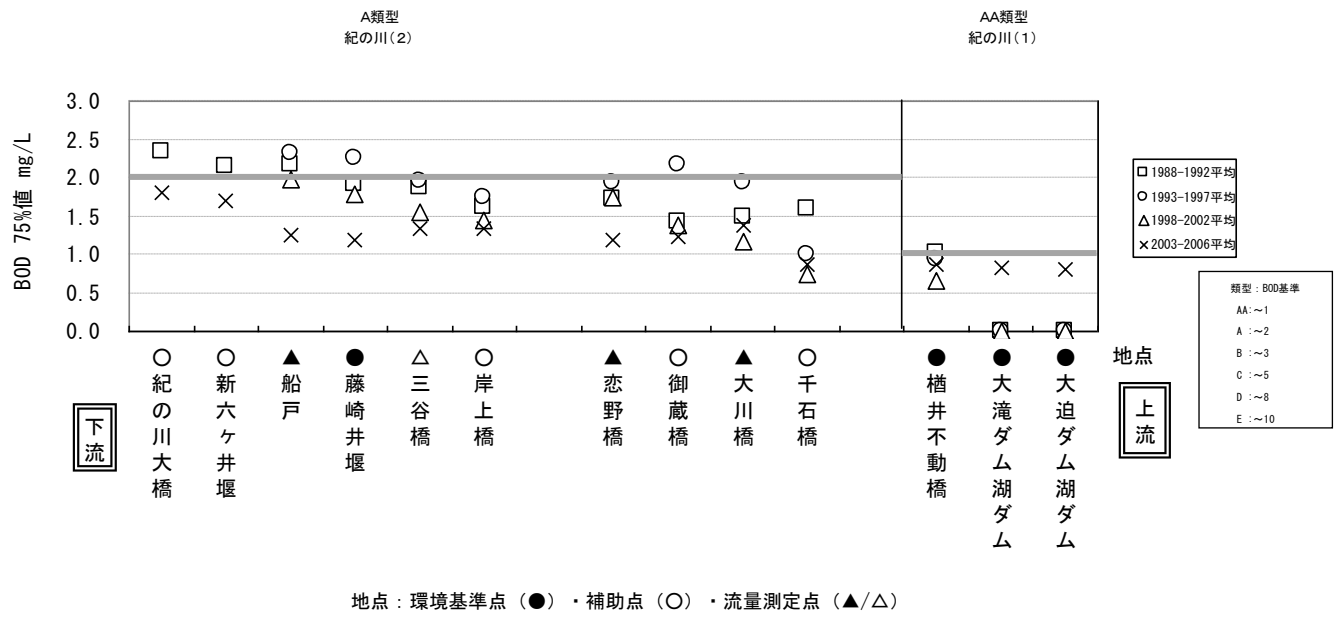 A類型
紀の川(2)
AA類型
紀の川(1)
BOD 75%値 mg/L
3.0
2.5
2.0
1.5
1.0
0.5
0.0
□ 1988-1992平均
○ 1993-1997平均
△ 1998-2002平均
× 2003-2006平均
類型：BOD基準
AA:～1
A :～2
B :～3
C :～5
D :～8
E :～10
地点
下流
○紀の川大橋
○新六ヶ井堰
▲船戸
●藤崎井堰
△三谷橋
○岸上橋
▲恋野橋
○御蔵橋
▲大川橋
○千石橋
●楢井不動橋
●大滝ダム湖ダム
●大迫ダム湖ダム
上流
地点：環境基準点（●）・補助点（○）・流量測定点（▲/△）